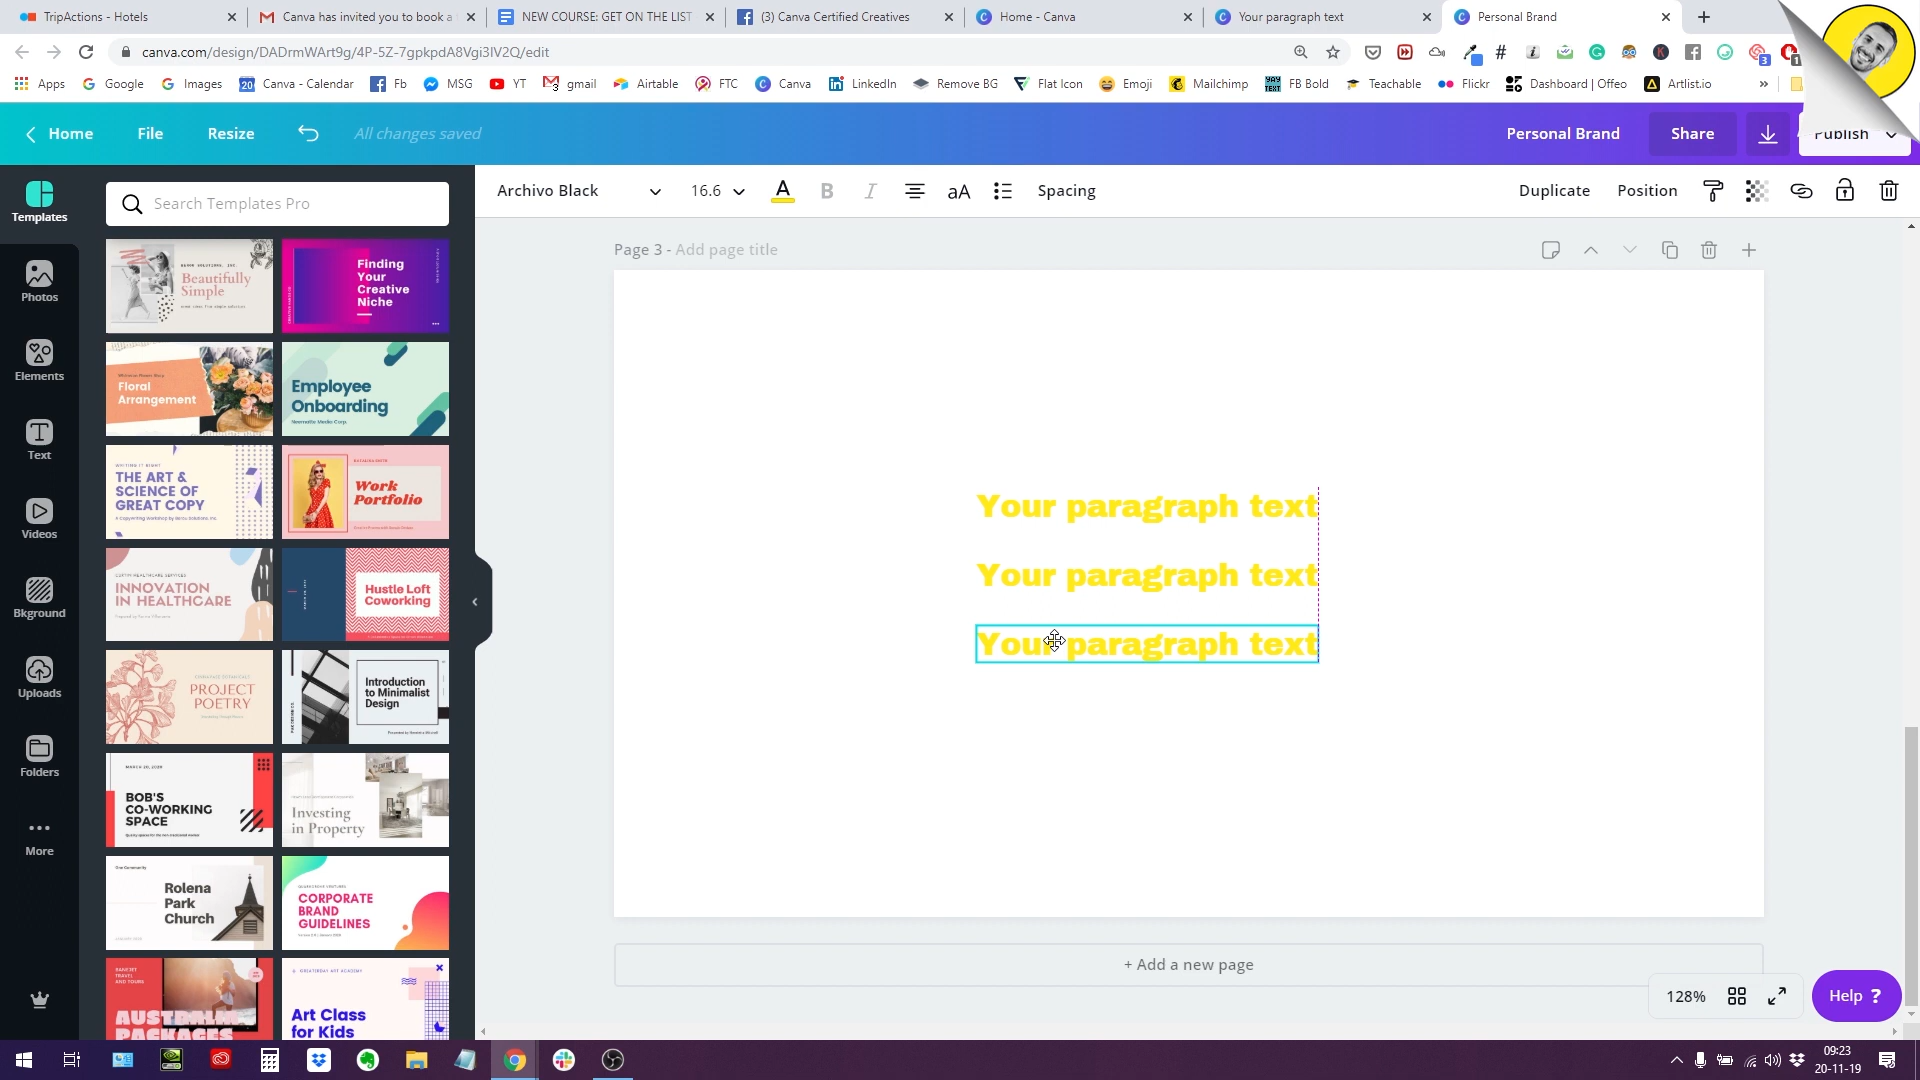 TripActions - Hotels
Canva has invited you to book a
NEW COURSE: GET ON THE LIST
(3) Canva Certified Creatives
Home - Canva
Your paragraph text
Personal Brand
canva.com/design/DADrmWArt9g/4P-5Z-7gpkpdA8Vgi3lV2Q/edit
Apps
Google
Images
Canva - Calendar
Fb
MSG
YT
gmail
Airtable
FTC
Canva
LinkedIn
Remove BG
Flat Icon
Emoji
Mailchimp
FB Bold
Teachable
Flickr
Dashboard | Offeo
Artlist.io
Home
File
Resize
All changes saved
Personal Brand
Share
Publish
Templates
Photos
Elements
Text
Videos
Bkground
Uploads
Folders
More
Search Templates Pro
Beautifully
Simple
Finding
Your
Creative
Niche
Floral
Arrangement
Employee
Onboarding
THE ART &
SCIENCE OF
GREAT COPY
Work
Portfolio
INNOVATION
IN HEALTHCARE
Hustle Loft
Coworking
PROJECT
POETRY
Introduction
to Minimalist
Design
BOB'S
CO-WORKING
SPACE
Investing
in Property
Rolena
Park
Church
CORPORATE
BRAND
GUIDELINES
Art Class
for Kids
Archivo Black
16.6
Spacing
Duplicate
Position
Page 3 - Add page title
Your paragraph text
Your paragraph text
Your paragraph text
+ Add a new page
128%
Help ?
09:23
20-11-19